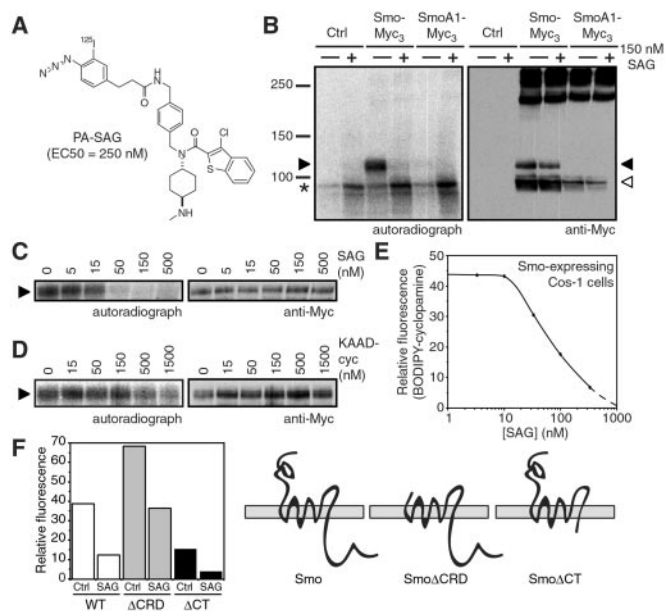 A
125I
N N N
N
H
O
N
O
Cl
S
NH
PA-SAG
(EC50 = 250 nM)
B
Ctrl
Smo-
Myc3
SmoA1-
Myc3
Ctrl
Smo-
Myc3
SmoA1-
Myc3
— + — + — + — + — + — + 150 nM
SAG
250
150
100
*
autoradiograph
anti-Myc
C
0 5 15 50 150 500 0 5 15 50 150 500 SAG
(nM)
autoradiograph
anti-Myc
D
0 15 50 150 500 1500 0 15 50 150 500 1500 KAAD-
cyc
(nM)
autoradiograph
anti-Myc
E
Relative fluorescence
(BODIPY-cyclopamine)
50
40
30
20
10
0
Smo-expressing
Cos-1 cells
1 10 100 1000
[SAG] (nM)
F
Relative fluorescence
70
60
50
40
30
20
10
0
Ctrl SAG Ctrl SAG Ctrl SAG
WT ΔCRD ΔCT
Smo SmoΔCRD SmoΔCT